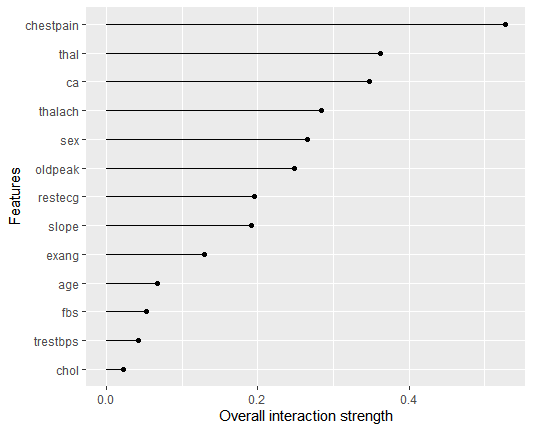 chestpain
thal
ca
thalach
sex
oldpeak
restecg
slope
exang
age
fbs
trestbps
chol
Features
0.0 0.2 0.4
Overall interaction strength